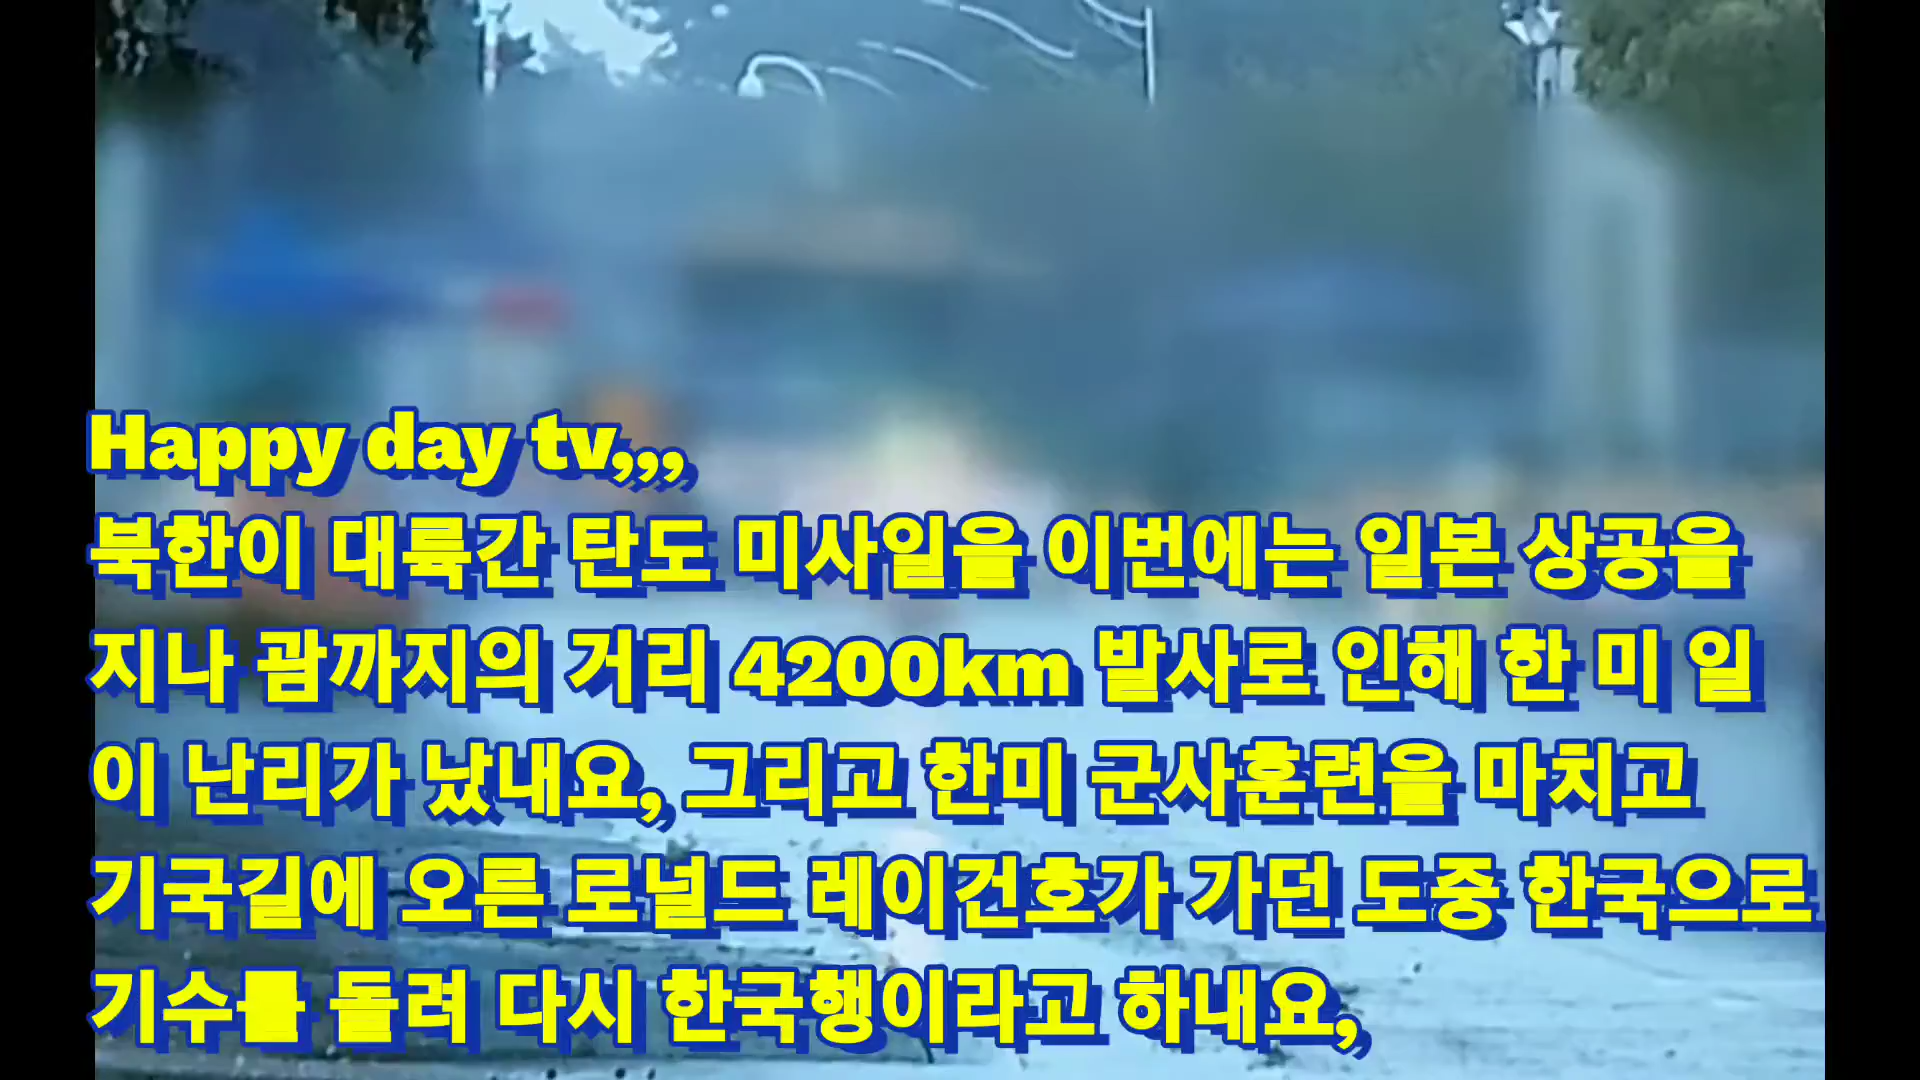 Happy day tv,,,
북한이 대륙간 탄도 미사일을 이번에는 일본 상공을
지나 괌까지의 거리 4200km 발사로 인해 한 미 일
이 난리가 났내요, 그리고 한미 군사훈련을 마치고
기국길에 오른 로널드 레이건호가 가던 도중 한국으로
기수를 돌려 다시 한국행이라고 하내요,